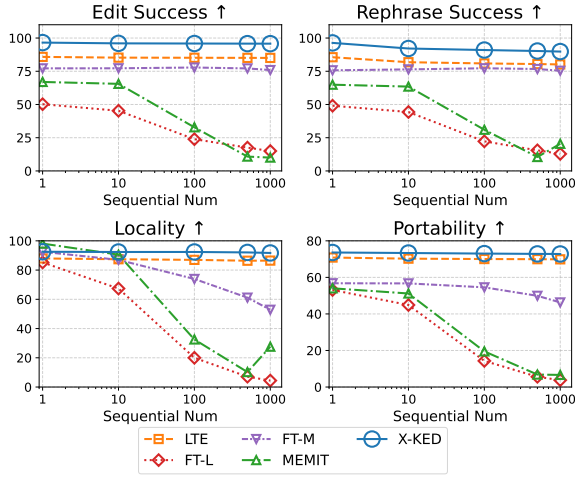 Edit Success ↑
Rephrase Success ↑
100
75
50
25
0
1
10
100
1000
Sequential Num
100
75
50
25
0
1
10
100
1000
Sequential Num
Locality ↑
Portability ↑
100
80
60
40
20
0
1
10
100
1000
Sequential Num
80
60
40
20
0
1
10
100
1000
Sequential Num
LTE
FT-M
X-KED
FT-L
MEMIT